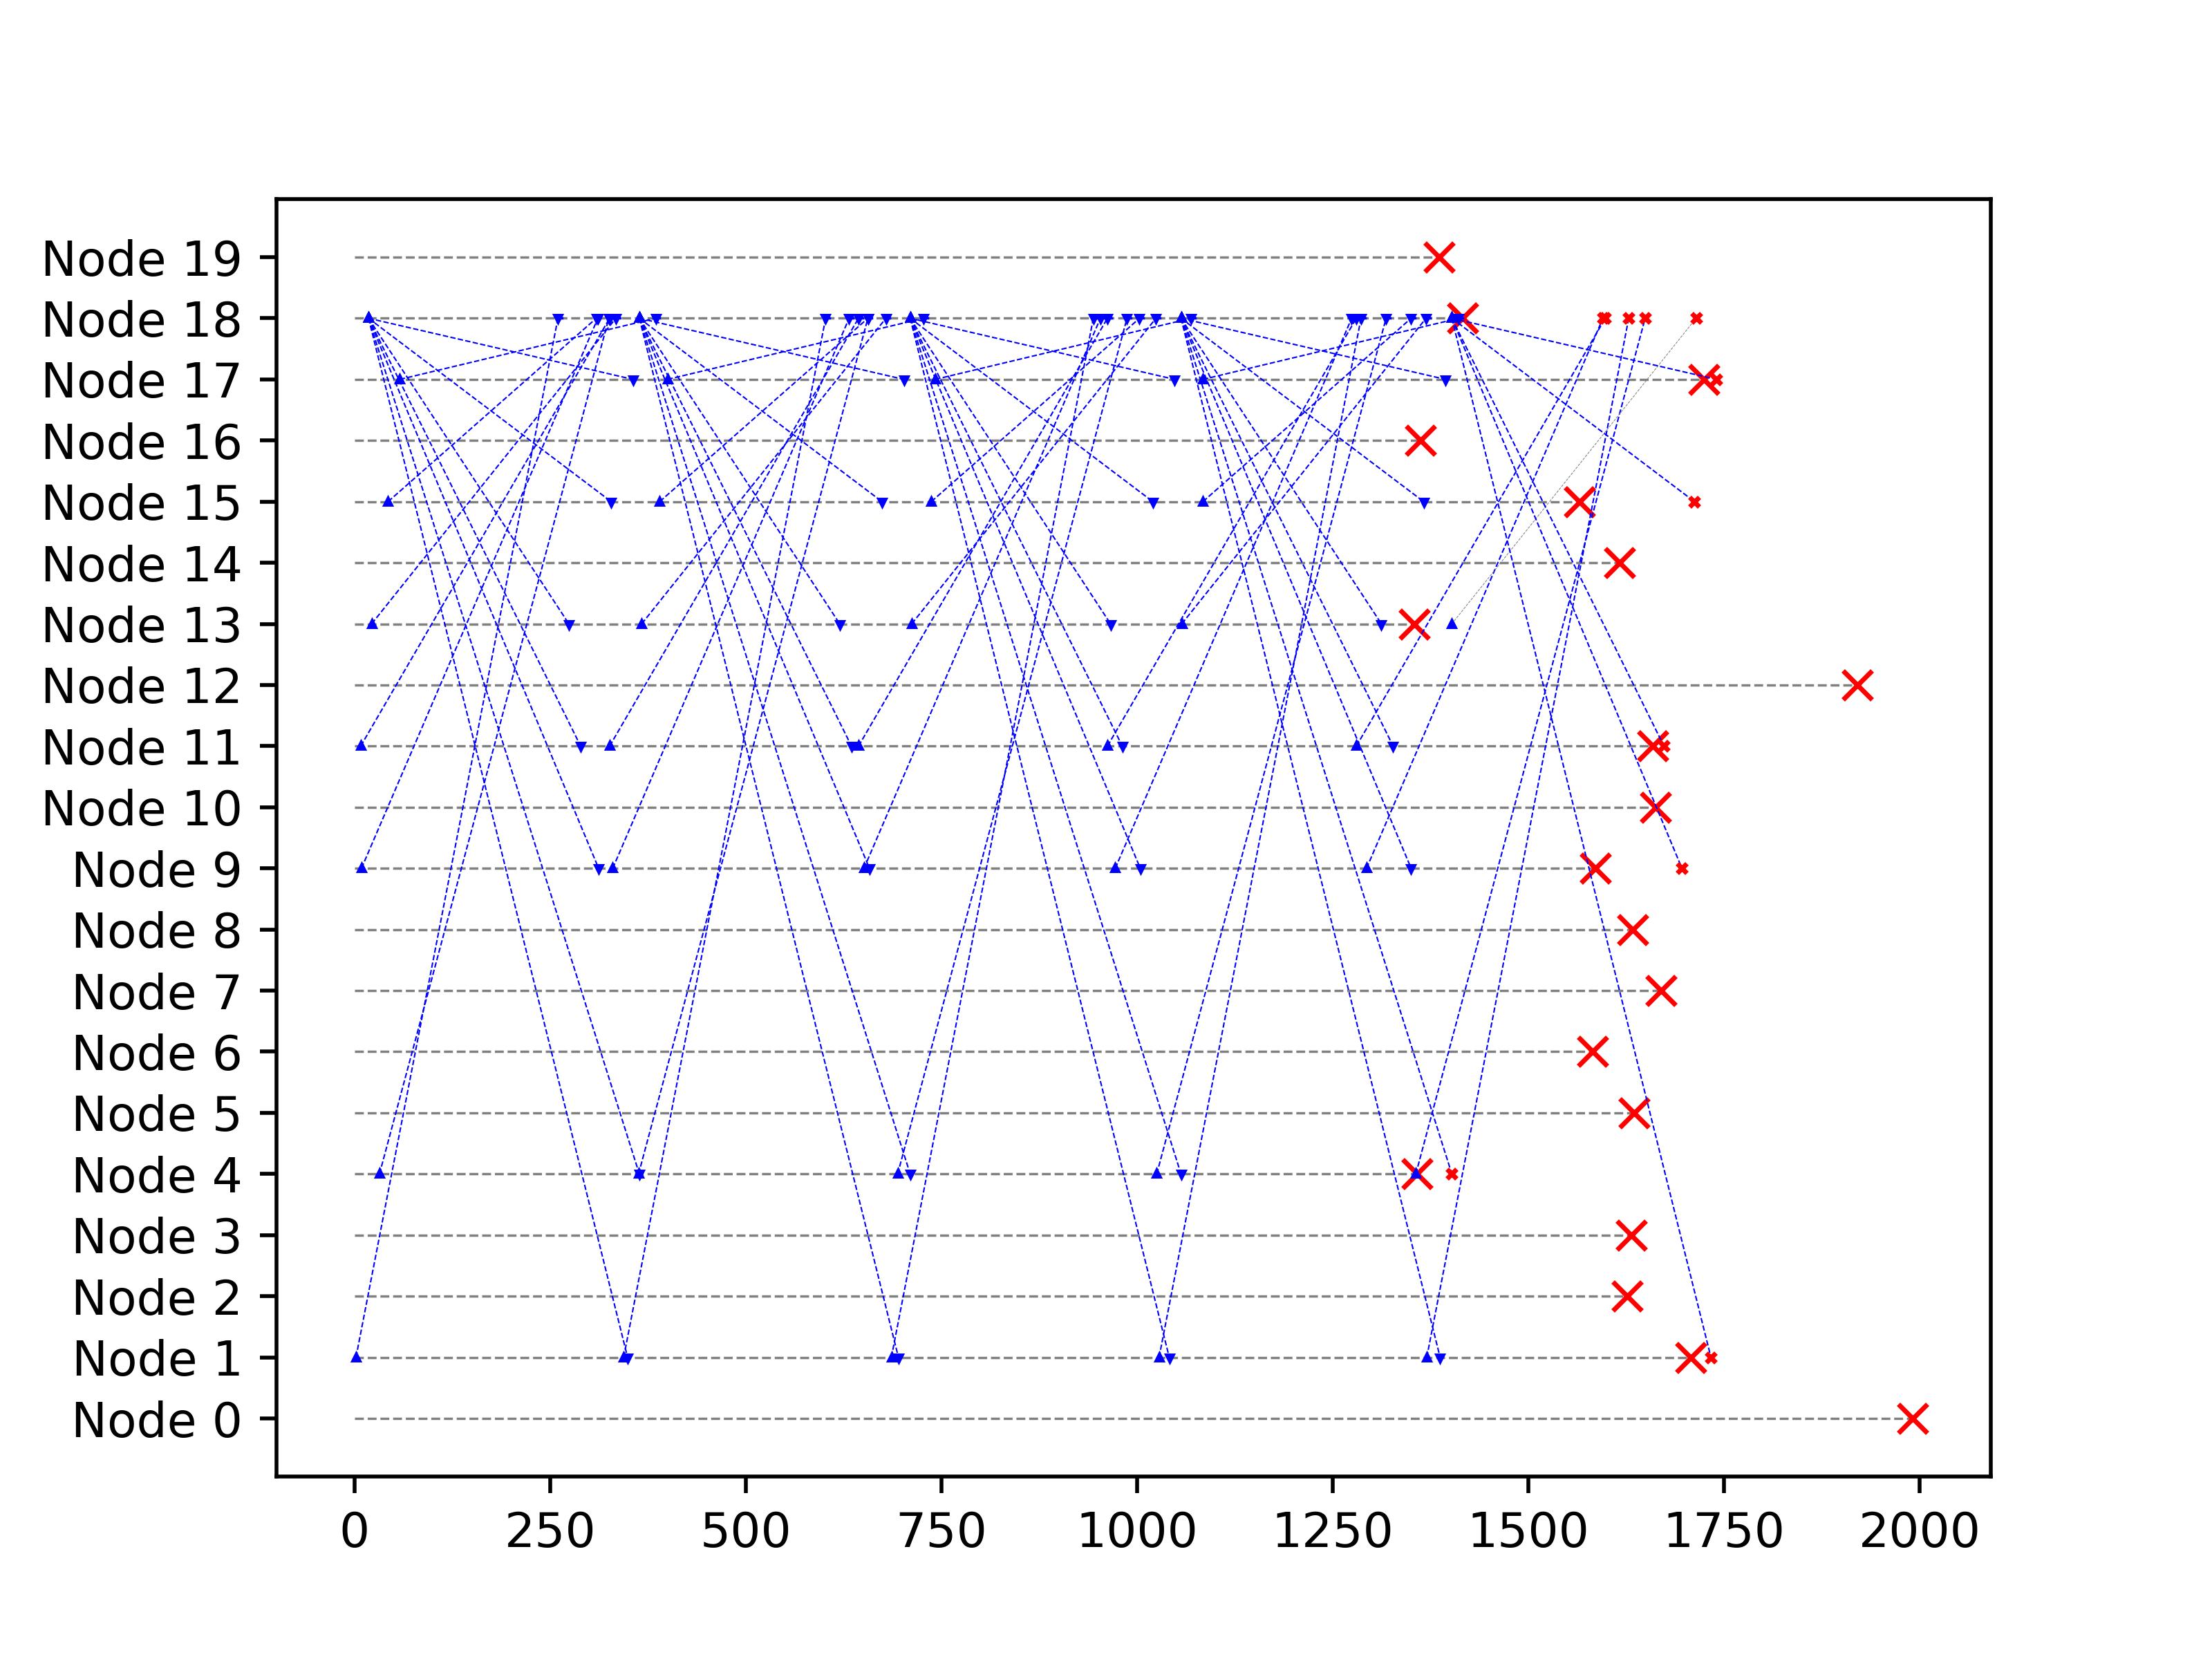 Node 19
Node 18
Node 17
Node 16
Node 15
Node 14
Node 13
Node 12
Node 11
Node 10
Node 9
Node 8
Node 7
Node 6
Node 5
Node 4
Node 3
Node 2
Node 1
Node 0
0 250 500 750 1000 1250 1500 1750 2000